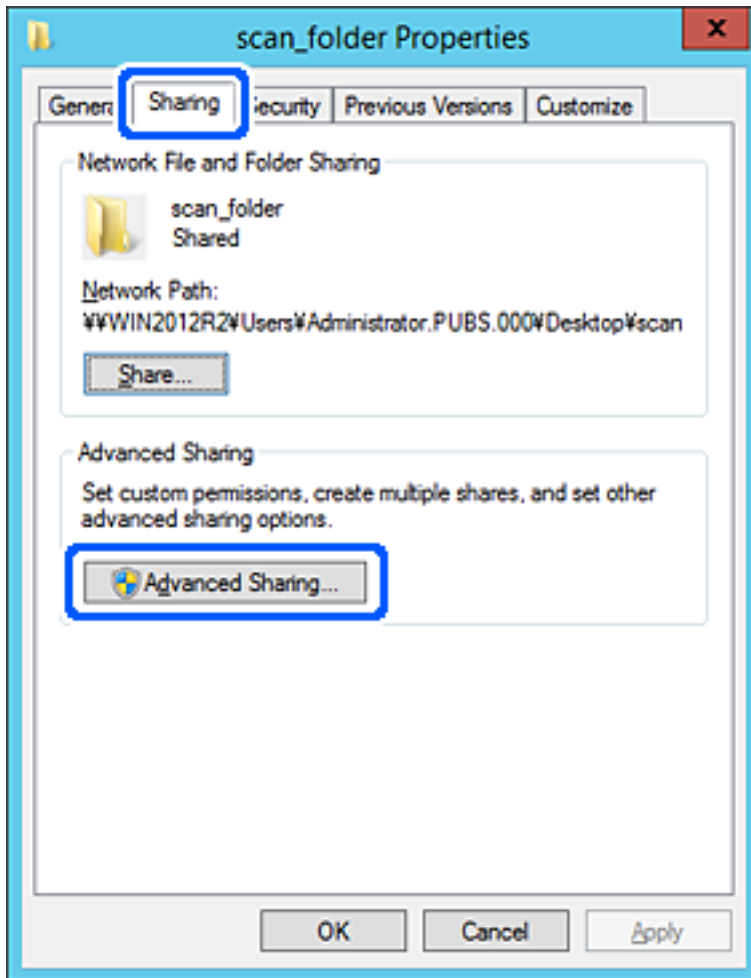 scan_folder Properties
x
Genera Sharing ecurity Previous Versions Customize
Network File and Folder Sharing
scan_folder
Shared
Network Path:
¥¥WIN2012R2¥Users¥Administrator.PUBS.000¥Desktop¥scan
Share...
Advanced Sharing
Set custom permissions, create multiple shares, and set other
advanced sharing options.
Advanced Sharing...
OK Cancel Apply